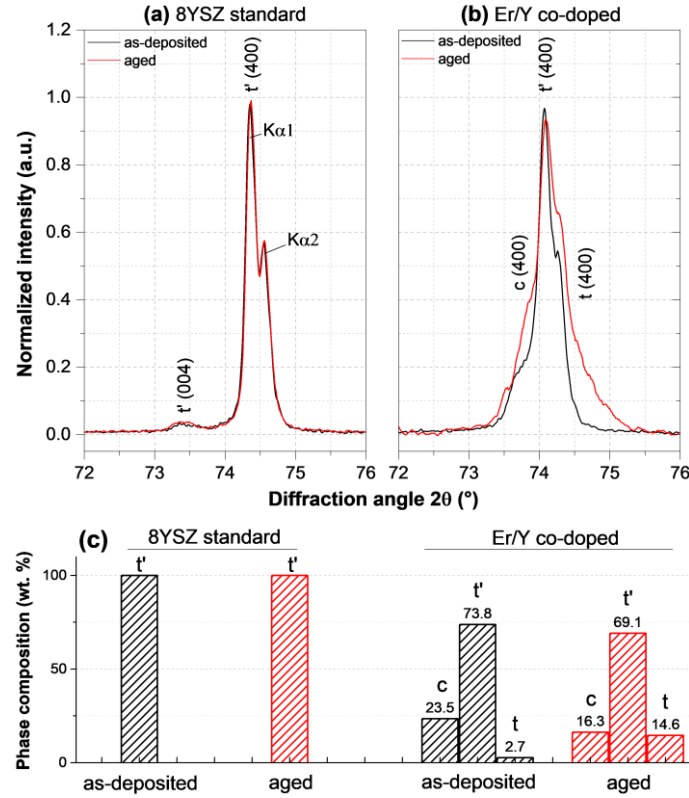 (a) 8YSZ standard
(b) Er/Y co-doped
as-deposited
aged
as-deposited
aged
t' (400)
t' (400)
Kα1
Kα2
t' (004)
c (400)
t (400)
1.2
1.0
0.8
0.6
0.4
0.2
0.0
Normalized intensity (a.u.)
72 73 74 75 76
72 73 74 75 76
Diffraction angle 2θ (°)
(c) 8YSZ standard
Er/Y co-doped
Phase composition (wt. %)
100
50
0
t'
t'
c
23.5
t'
73.8
t
2.7
c
16.3
t'
69.1
t
14.6
as-deposited aged as-deposited aged